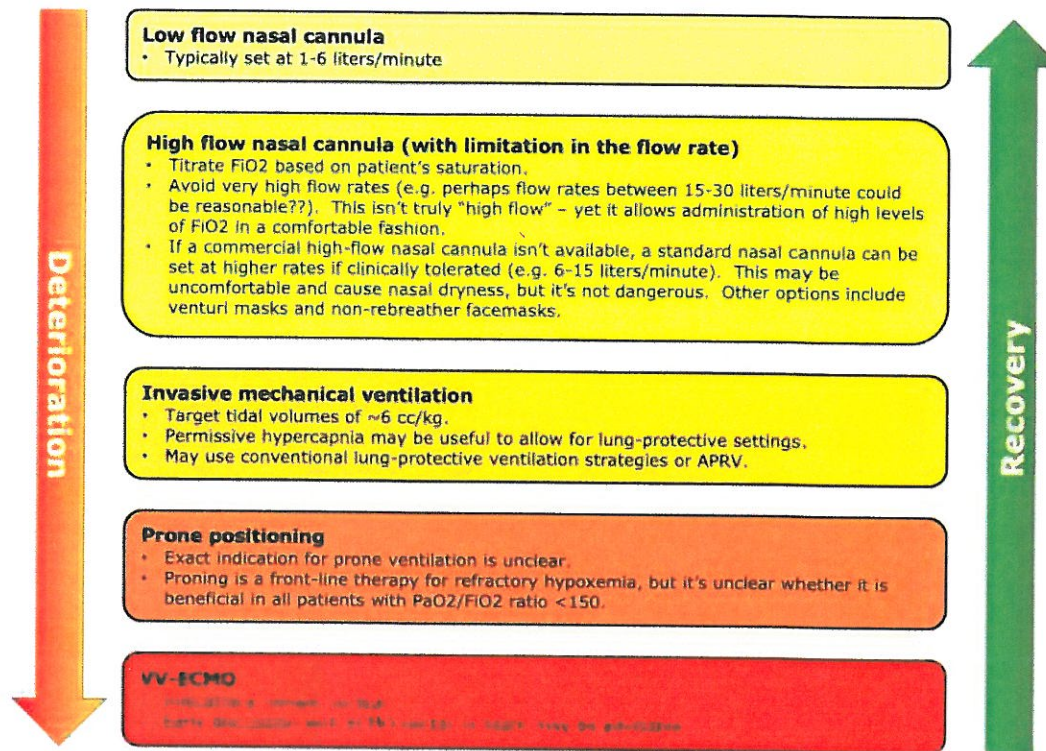 Low flow nasal cannula
• Typically set at 1-6 liters/minute
High flow nasal cannula (with limitation in the flow rate)
• Titrate FiO2 based on patient's saturation.
• Avoid very high flow rates (e.g. perhaps flow rates between 15-30 liters/minute could
be reasonable??). This isn't truly "high flow" – yet it allows administration of high levels
of FiO2 in a comfortable fashion.
• If a commercial high-flow nasal cannula isn't available, a standard nasal cannula can be
set at higher rates if clinically tolerated (e.g. 6-15 liters/minute). This may be
uncomfortable and cause nasal dryness, but it's not dangerous. Other options include
venturi masks and non-rebreather facemasks.
Invasive mechanical ventilation
• Target tidal volumes of ~6 cc/kg.
• Permissive hypercapnia may be useful to allow for lung-protective settings.
• May use conventional lung-protective ventilation strategies or APRV.
Prone positioning
• Exact indication for prone ventilation is unclear.
• Proning is a front-line therapy for refractory hypoxemia, but it's unclear whether it is
beneficial in all patients with PaO2/FiO2 ratio <150.
VV-ECMO
Deterioration
Recovery